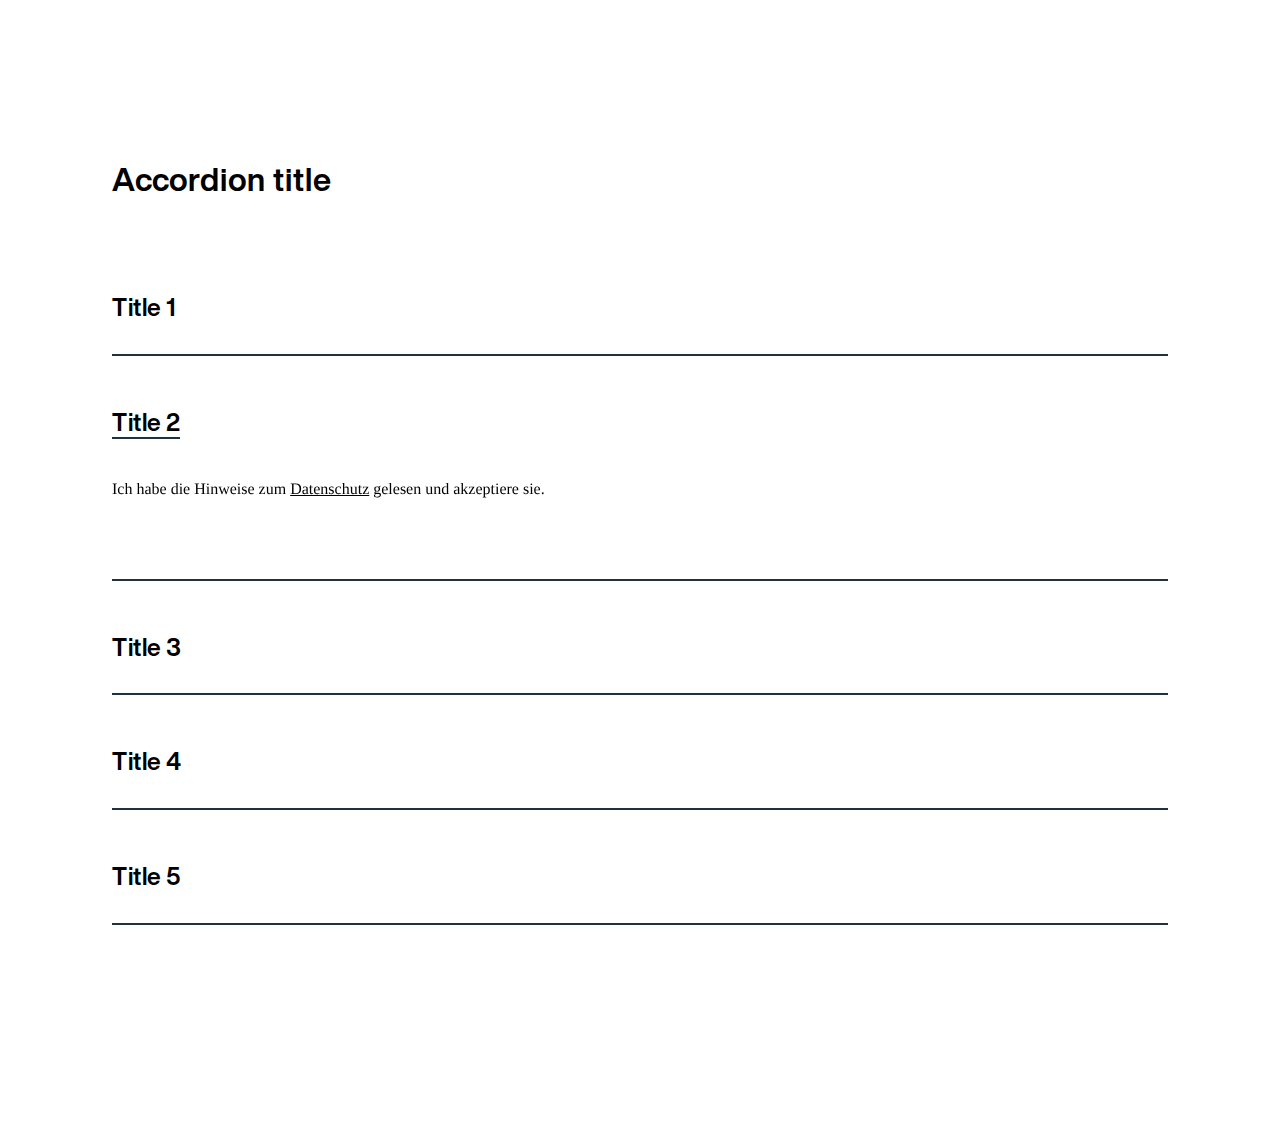 Accordion title
Title 1
Title 2
Ich habe die Hinweise zum Datenschutz gelesen und akzeptiere sie.
Title 3
Title 4
Title 5